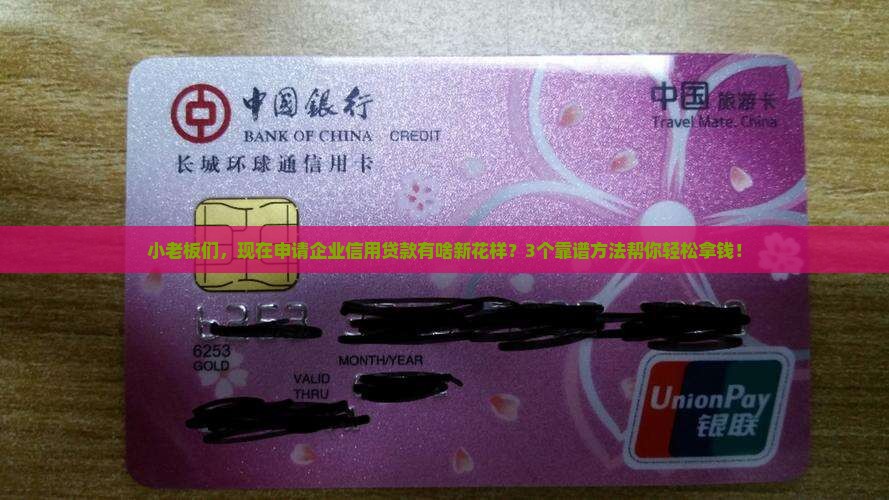 中国银行
BANK OF CHINA CREDIT
长城环球通信用卡
中国旅游卡
Travel Mate. China
小老板们，现在申请企业信用贷款有啥新花样？3个靠谱方法帮你轻松拿钱！
6253
6253
GOLD
MONTH/YEAR
VALID
THRU
UnionPay
银联